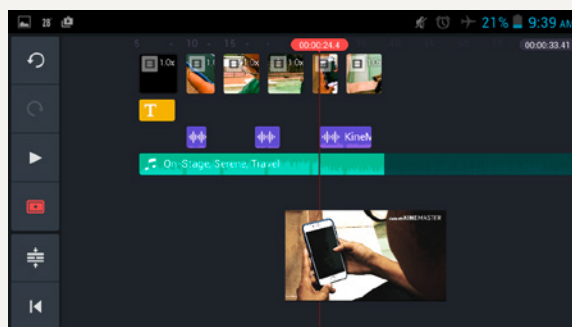 28° 21% 9:39 AM
5 10 15 00:00:24.4 00:00:33.41
1.0x 1.0x 1.0x
T
KineM
On-Stage, Serene, Travel
KINEMASTER